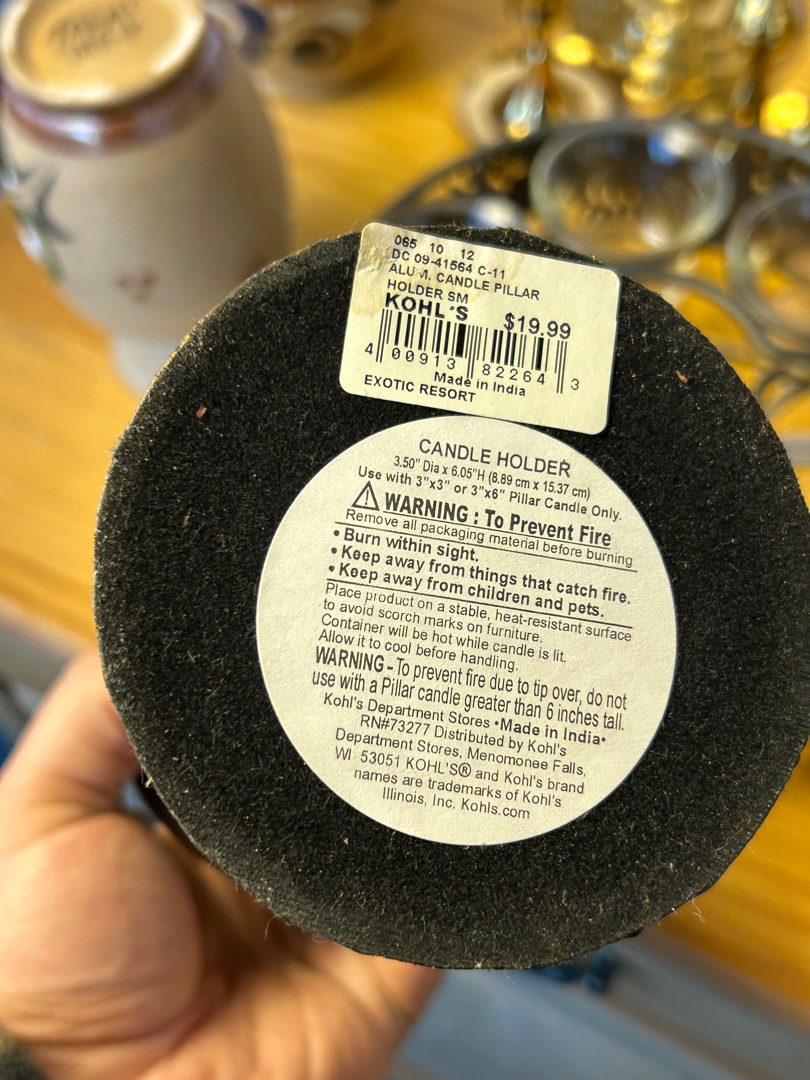 065 10 12
DC 09-41564 C-11
ALUM. CANDLE PILLAR
HOLDER SM
KOHL'S $19.99
4 00913 82264 3
Made in India
EXOTIC RESORT
CANDLE HOLDER
3.50" Dia x 6.05"H (8.89 cm x 15.37 cm)
Use with 3"x3" or 3"x6" Pillar Candle Only.
WARNING : To Prevent Fire
Remove all packaging material before burning
• Burn within sight.
• Keep away from things that catch fire.
• Keep away from children and pets.
Place product on a stable, heat-resistant surface
to avoid scorch marks on furniture.
Container will be hot while candle is lit.
Allow it to cool before handling.
WARNING - To prevent fire due to tip over, do not
use with a Pillar candle greater than 6 inches tall.
Kohl's Department Stores •Made in India•
RN#73277 Distributed by Kohl's
Department Stores, Menomonee Falls,
WI 53051 KOHL'S® and Kohl's brand
names are trademarks of Kohl's
Illinois, Inc. Kohls.com